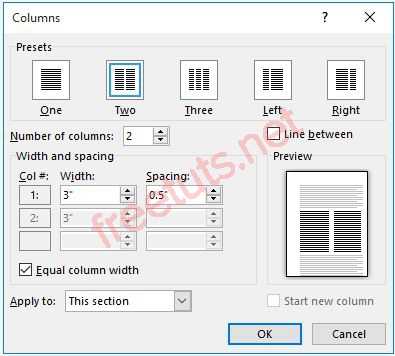 Columns
Presets
One Two Three Left Right
Number of columns: 2 Line between
Width and spacing Preview
Col #: Width: Spacing:
1: 3" 0.5"
2: 3"
Equal column width
Apply to: This section Start new column
OK Cancel
freetuts.net